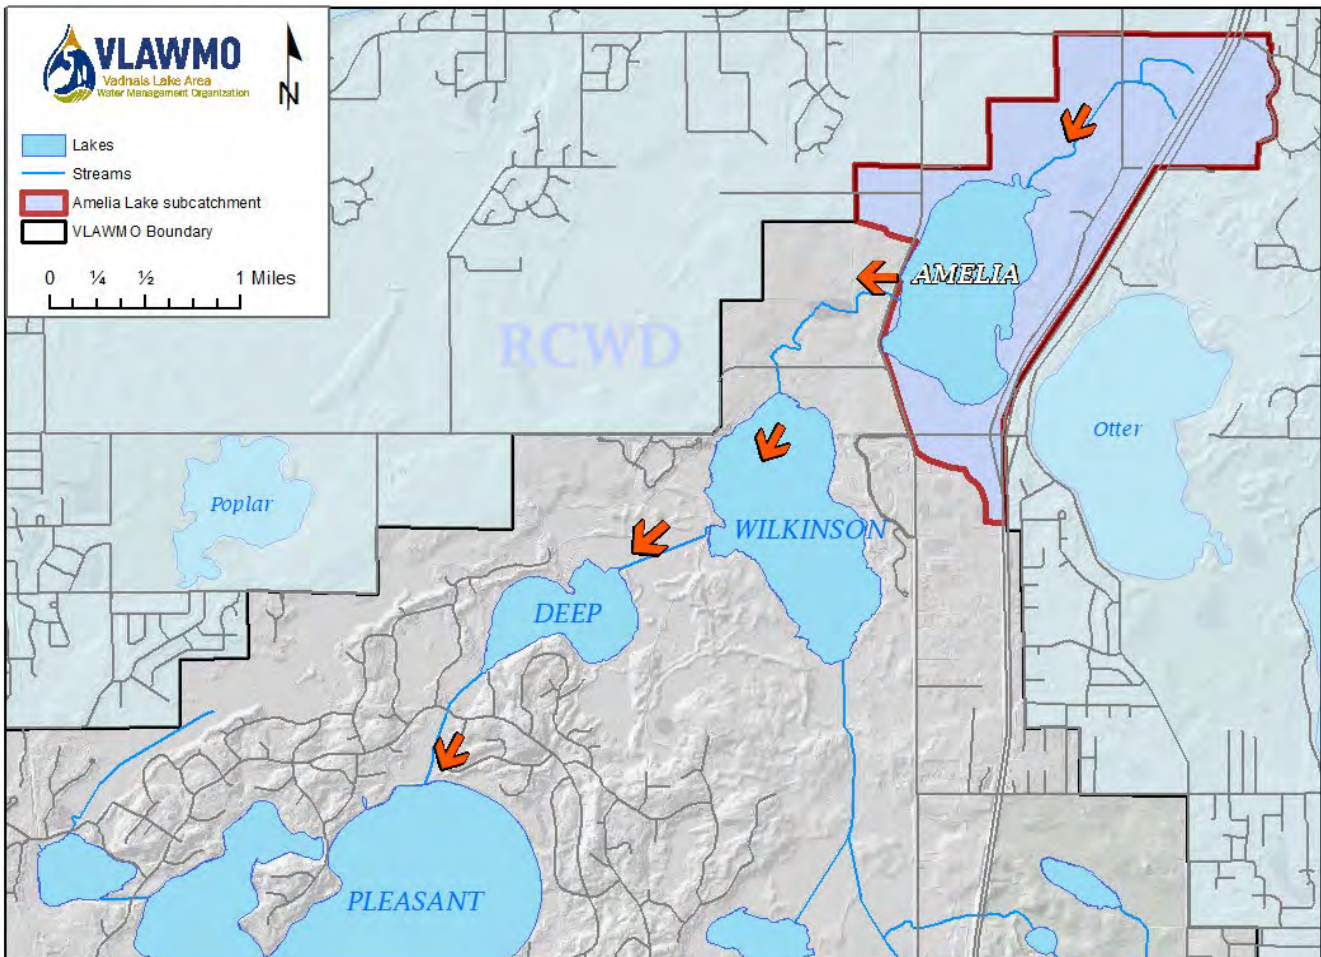 VLAWMO
Vadnais Lake Area
Water Management Organization
N
Lakes
Streams
Amelia Lake subcatchment
VLAWMO Boundary
0 ¼ ½ 1 Miles
AMELIA
RCWD
Otter
Poplar
WILKINSON
DEEP
PLEASANT